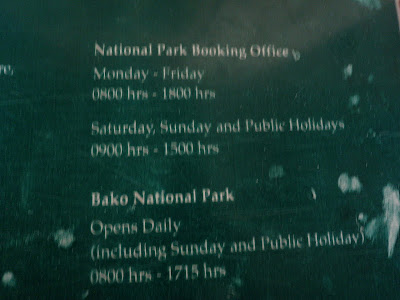 re,
National Park Booking Office
Monday - Friday
0800 hrs - 1800 hrs
Saturday, Sunday and Public Holidays
0900 hrs - 1500 hrs
Bako National Park
Opens Daily
(including Sunday and Public Holiday)
0800 hrs - 1715 hrs